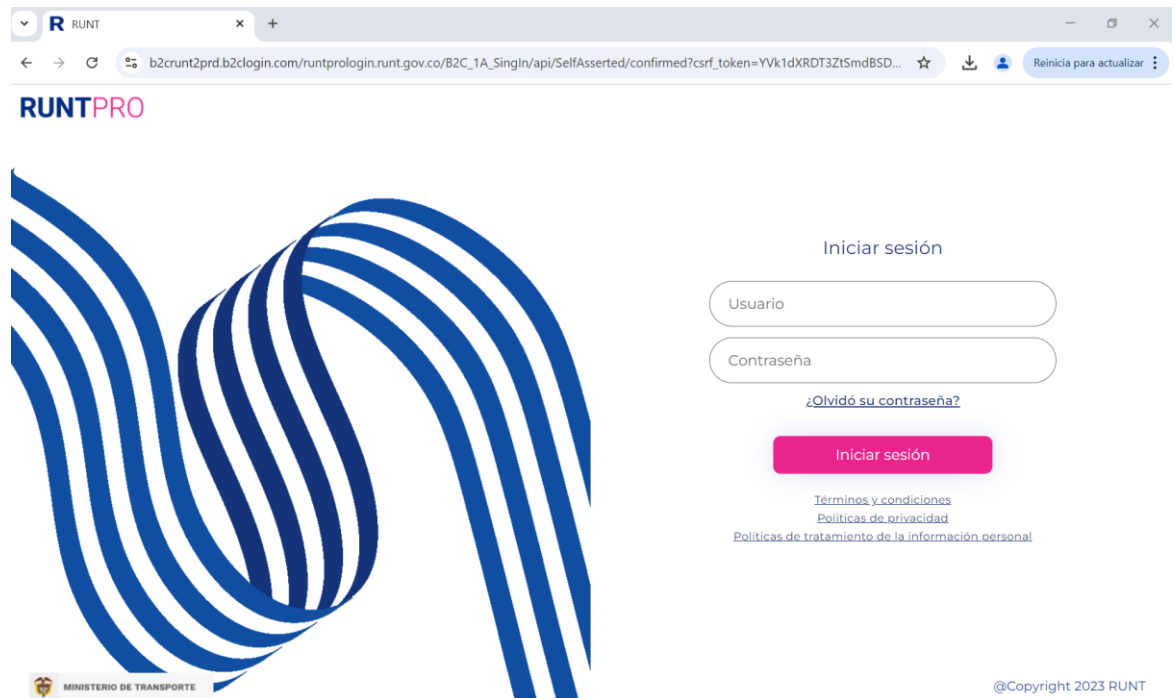 R RUNT
b2crunt2prd.b2clogin.com/runtprologin.runt.gov.co/B2C_1A_SingIn/api/SelfAsserted/confirmed?csrf_token=YVk1dXRDT3ZtSmdBSD...
Reinicia para actualizar
RUNTPRO
Iniciar sesión
Usuario
Contraseña
¿Olvidó su contraseña?
Iniciar sesión
Términos y condiciones
Políticas de privacidad
Políticas de tratamiento de la información personal
MINISTERIO DE TRANSPORTE
@Copyright 2023 RUNT